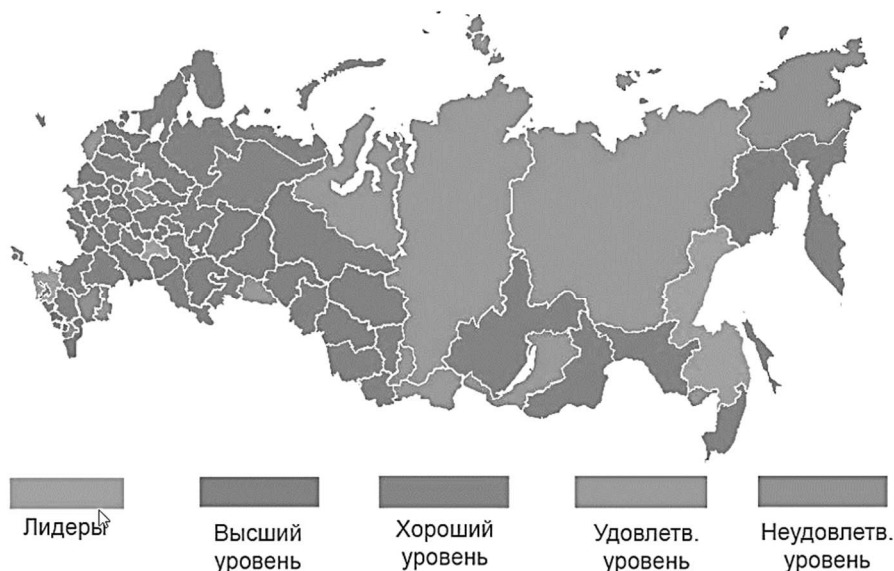 Лидеры
Высший
уровень
Хороший
уровень
Удовлетв.
уровень
Неудовлетв.
уровень